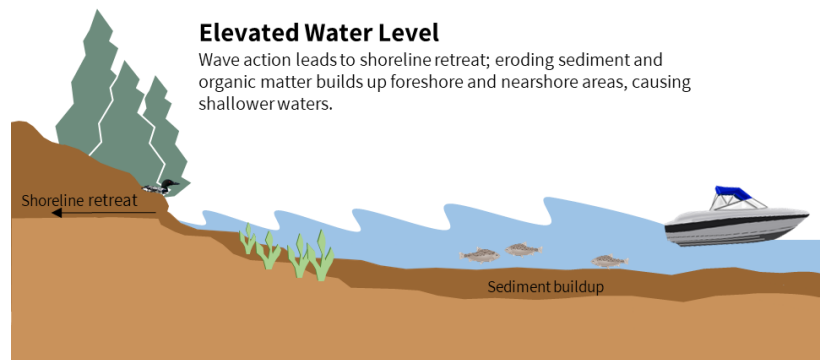 Elevated Water Level
Wave action leads to shoreline retreat; eroding sediment and
organic matter builds up foreshore and nearshore areas, causing
shallower waters.
Shoreline retreat
Sediment buildup